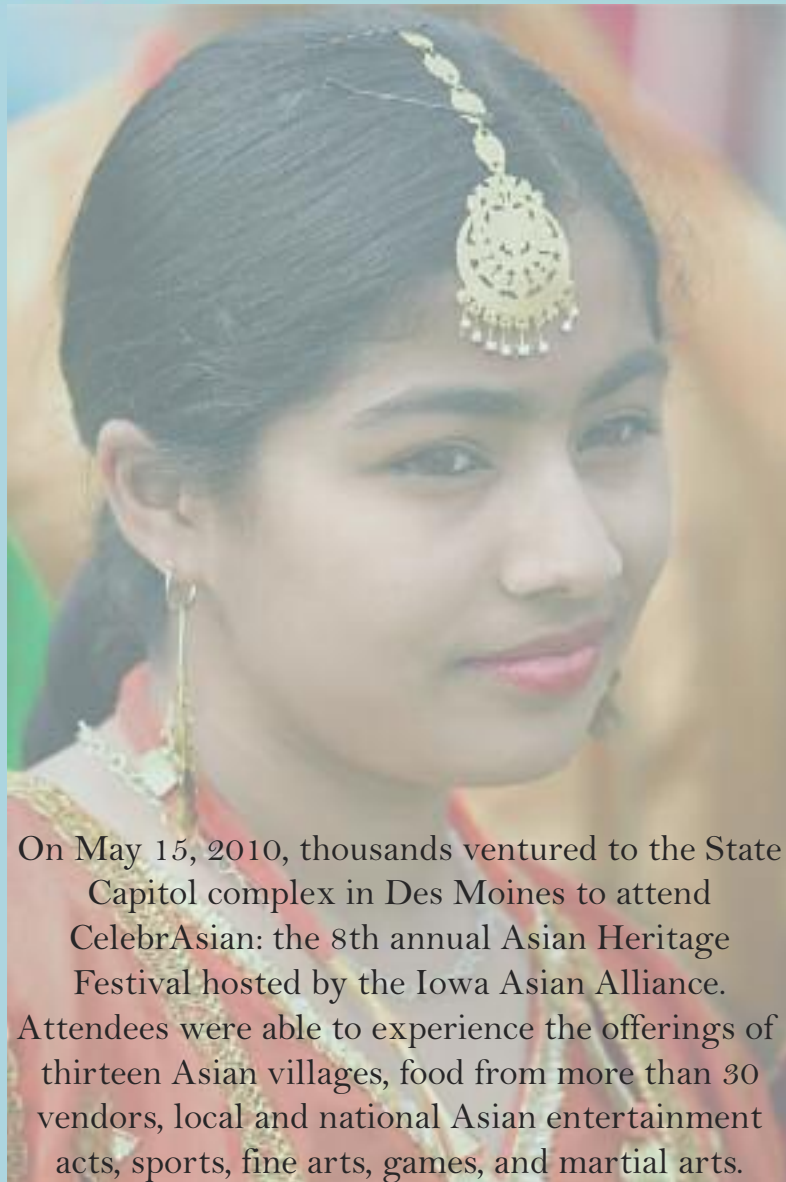 On May 15, 2010, thousands ventured to the State
Capitol complex in Des Moines to attend
CelebrAsian: the 8th annual Asian Heritage
Festival hosted by the Iowa Asian Alliance.
Attendees were able to experience the offerings of
thirteen Asian villages, food from more than 30
vendors, local and national Asian entertainment
acts, sports, fine arts, games, and martial arts.